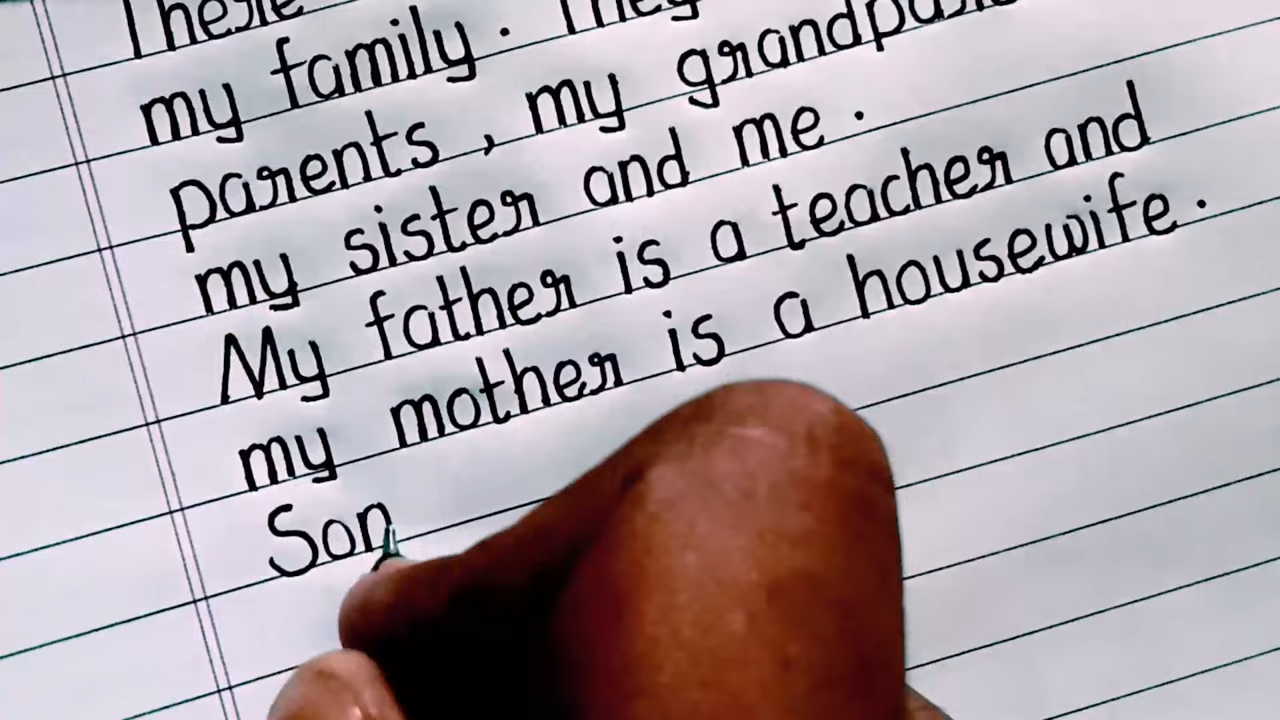 my family. They
parents, my
my sister and me.
My father is a teacher and
my mother is a housewife.
Son